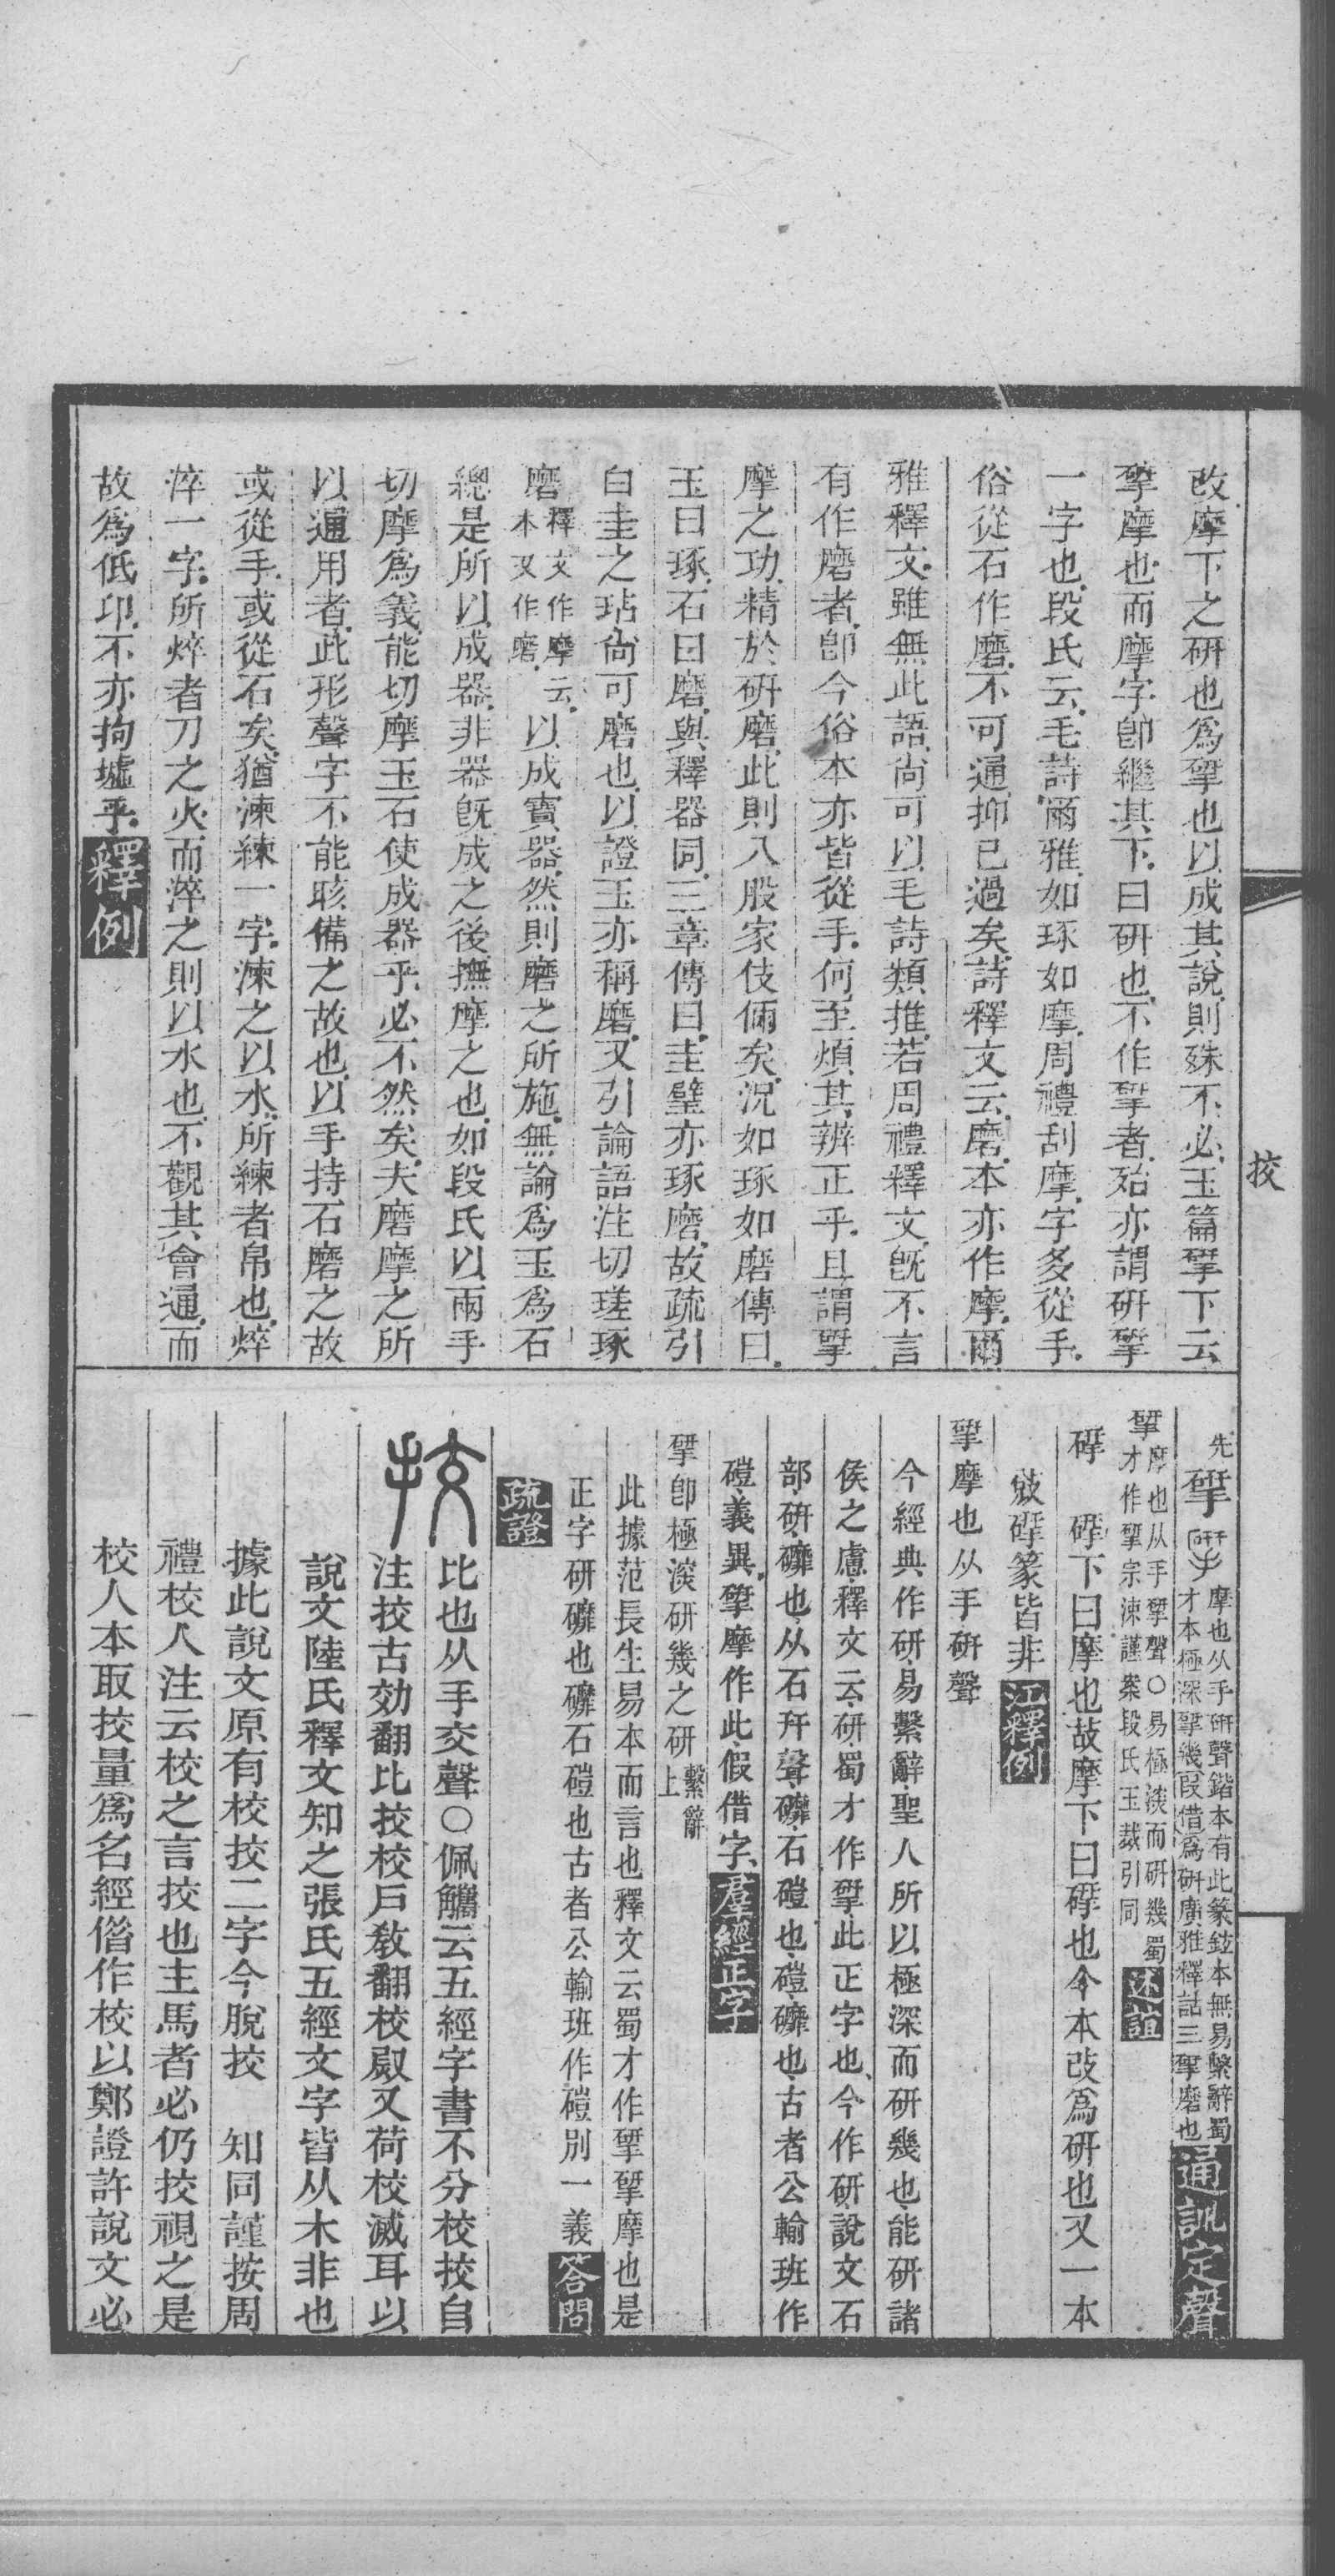 改摩下之研也爲揅也以成其說則殊不必玉篇揅下云
揅摩也而摩字卽繼其下曰研也不作揅者殆亦謂研揅
一字也段氏云毛詩爾雅如琢如摩周禮刮摩字多從手
俗從石作磨不可通抑已過矣詩釋文云磨本亦作摩爾
雅釋文雖無此語尙可以毛詩類推若周禮釋文旣不言
有作磨者卽今俗本亦皆從手何至煩其辨正乎且謂揅
摩之功精於研磨此則八股家伎倆矣況如琢如磨傳曰
玉曰琢石曰磨與釋器同三章傳曰圭璧亦琢磨故疏引
白圭之玷尙可磨也以證玉亦稱磨又引論語注切瑳琢
磨釋文作摩云本又作磨以成寶器然則磨之所施無論爲玉爲石
總是所以成器非器旣成之後撫摩之也如段氏以兩手
切摩爲義能切摩玉石使成器乎必不然矣夫磨摩之所
以通用者此形聲字不能晐備之故也以手持石磨之故
或從手或從石矣猶湅練一字湅之以水所練者帛也焠
淬一字所焠者刀之火而淬之則以水也不觀其會通而
故爲低卬不亦拘墟乎釋例
挍
先揅摩也从手研聲鍇本有此篆鉉本無易繫辭蜀才本極深揅幾叚借爲研廣雅釋詁三揅磨也通訓定聲
揅摩也从手揅聲○易極深而研幾蜀才作揅宗涑謹案段氏玉裁引同述誼
揅 揅下曰摩也故摩下曰揅也今本改爲研也又一本
敓揅篆皆非江釋例
揅摩也从手研聲
今經典作研易繫辭聖人所以極深而研幾也能研諸
侯之慮釋文云研蜀才作揅此正字也今作研說文石
部研䃺也从石幵聲䃺石磑也磑䃺也古者公輸班作
磑義異揅摩作此假借字羣經正字
揅卽極深研幾之研繫辭上
此據范長生易本而言也釋文云蜀才作揅揅摩也是
正字研䃺也䃺石磑也古者公輸班作磑別一義答問
疏證
挍比也从手交聲○佩觿云五經字書不分校挍自
注挍古効翻比挍校戶敎翻校㱾又荷校滅耳以
說文陸氏釋文知之張氏五經文字皆从木非也
據此說文原有校挍二字今脫挍 知同謹按周
禮校人注云校之言挍也主馬者必仍挍視之是
校人本取挍量爲名經偕作校以鄭證許說文必